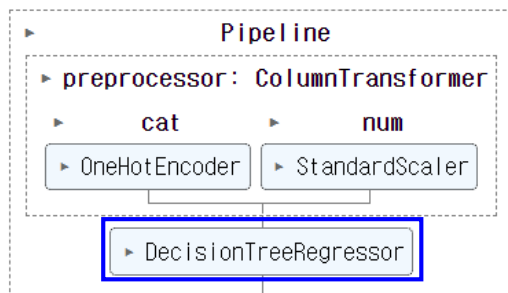 Pipeline
preprocessor: ColumnTransformer
cat num
OneHotEncoder StandardScaler
DecisionTreeRegressor